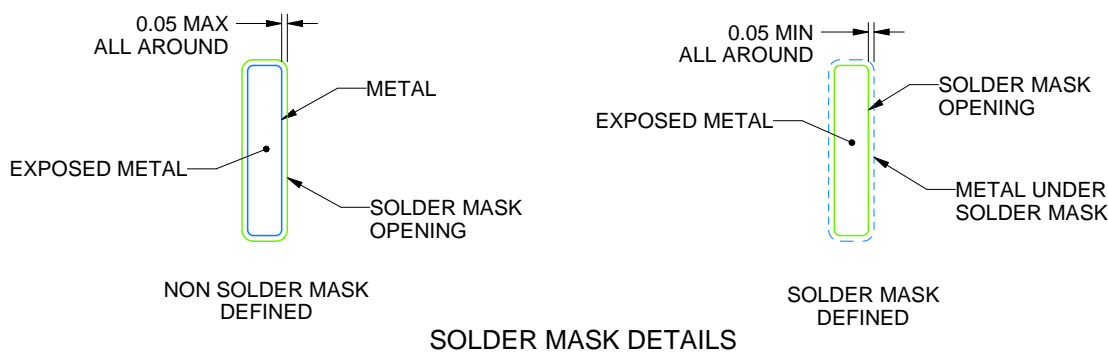 0.05 MAX
ALL AROUND
METAL
EXPOSED METAL
SOLDER MASK
OPENING
NON SOLDER MASK
DEFINED
0.05 MIN
ALL AROUND
SOLDER MASK
OPENING
EXPOSED METAL
METAL UNDER
SOLDER MASK
SOLDER MASK
DEFINED
SOLDER MASK DETAILS